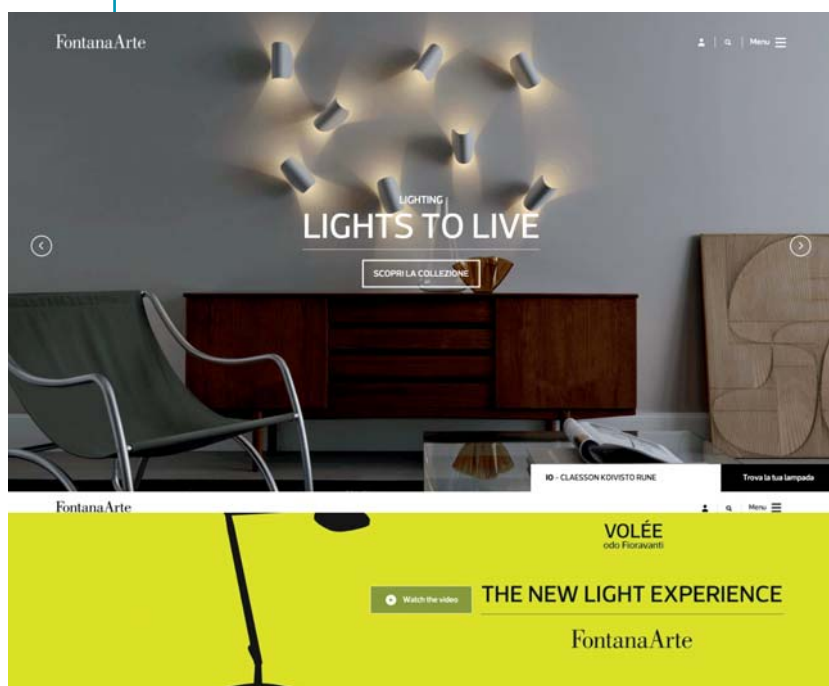 FontanaArte
Menu
LIGHTING
LIGHTS TO LIVE
SCOPRI LA COLLEZIONE
IO - CLAESSON KOIVISTO RUNE
Trova la tua lampada
FontanaArte
Menu
VOLÉE
odo Fioravanti
Watch the video
THE NEW LIGHT EXPERIENCE
FontanaArte